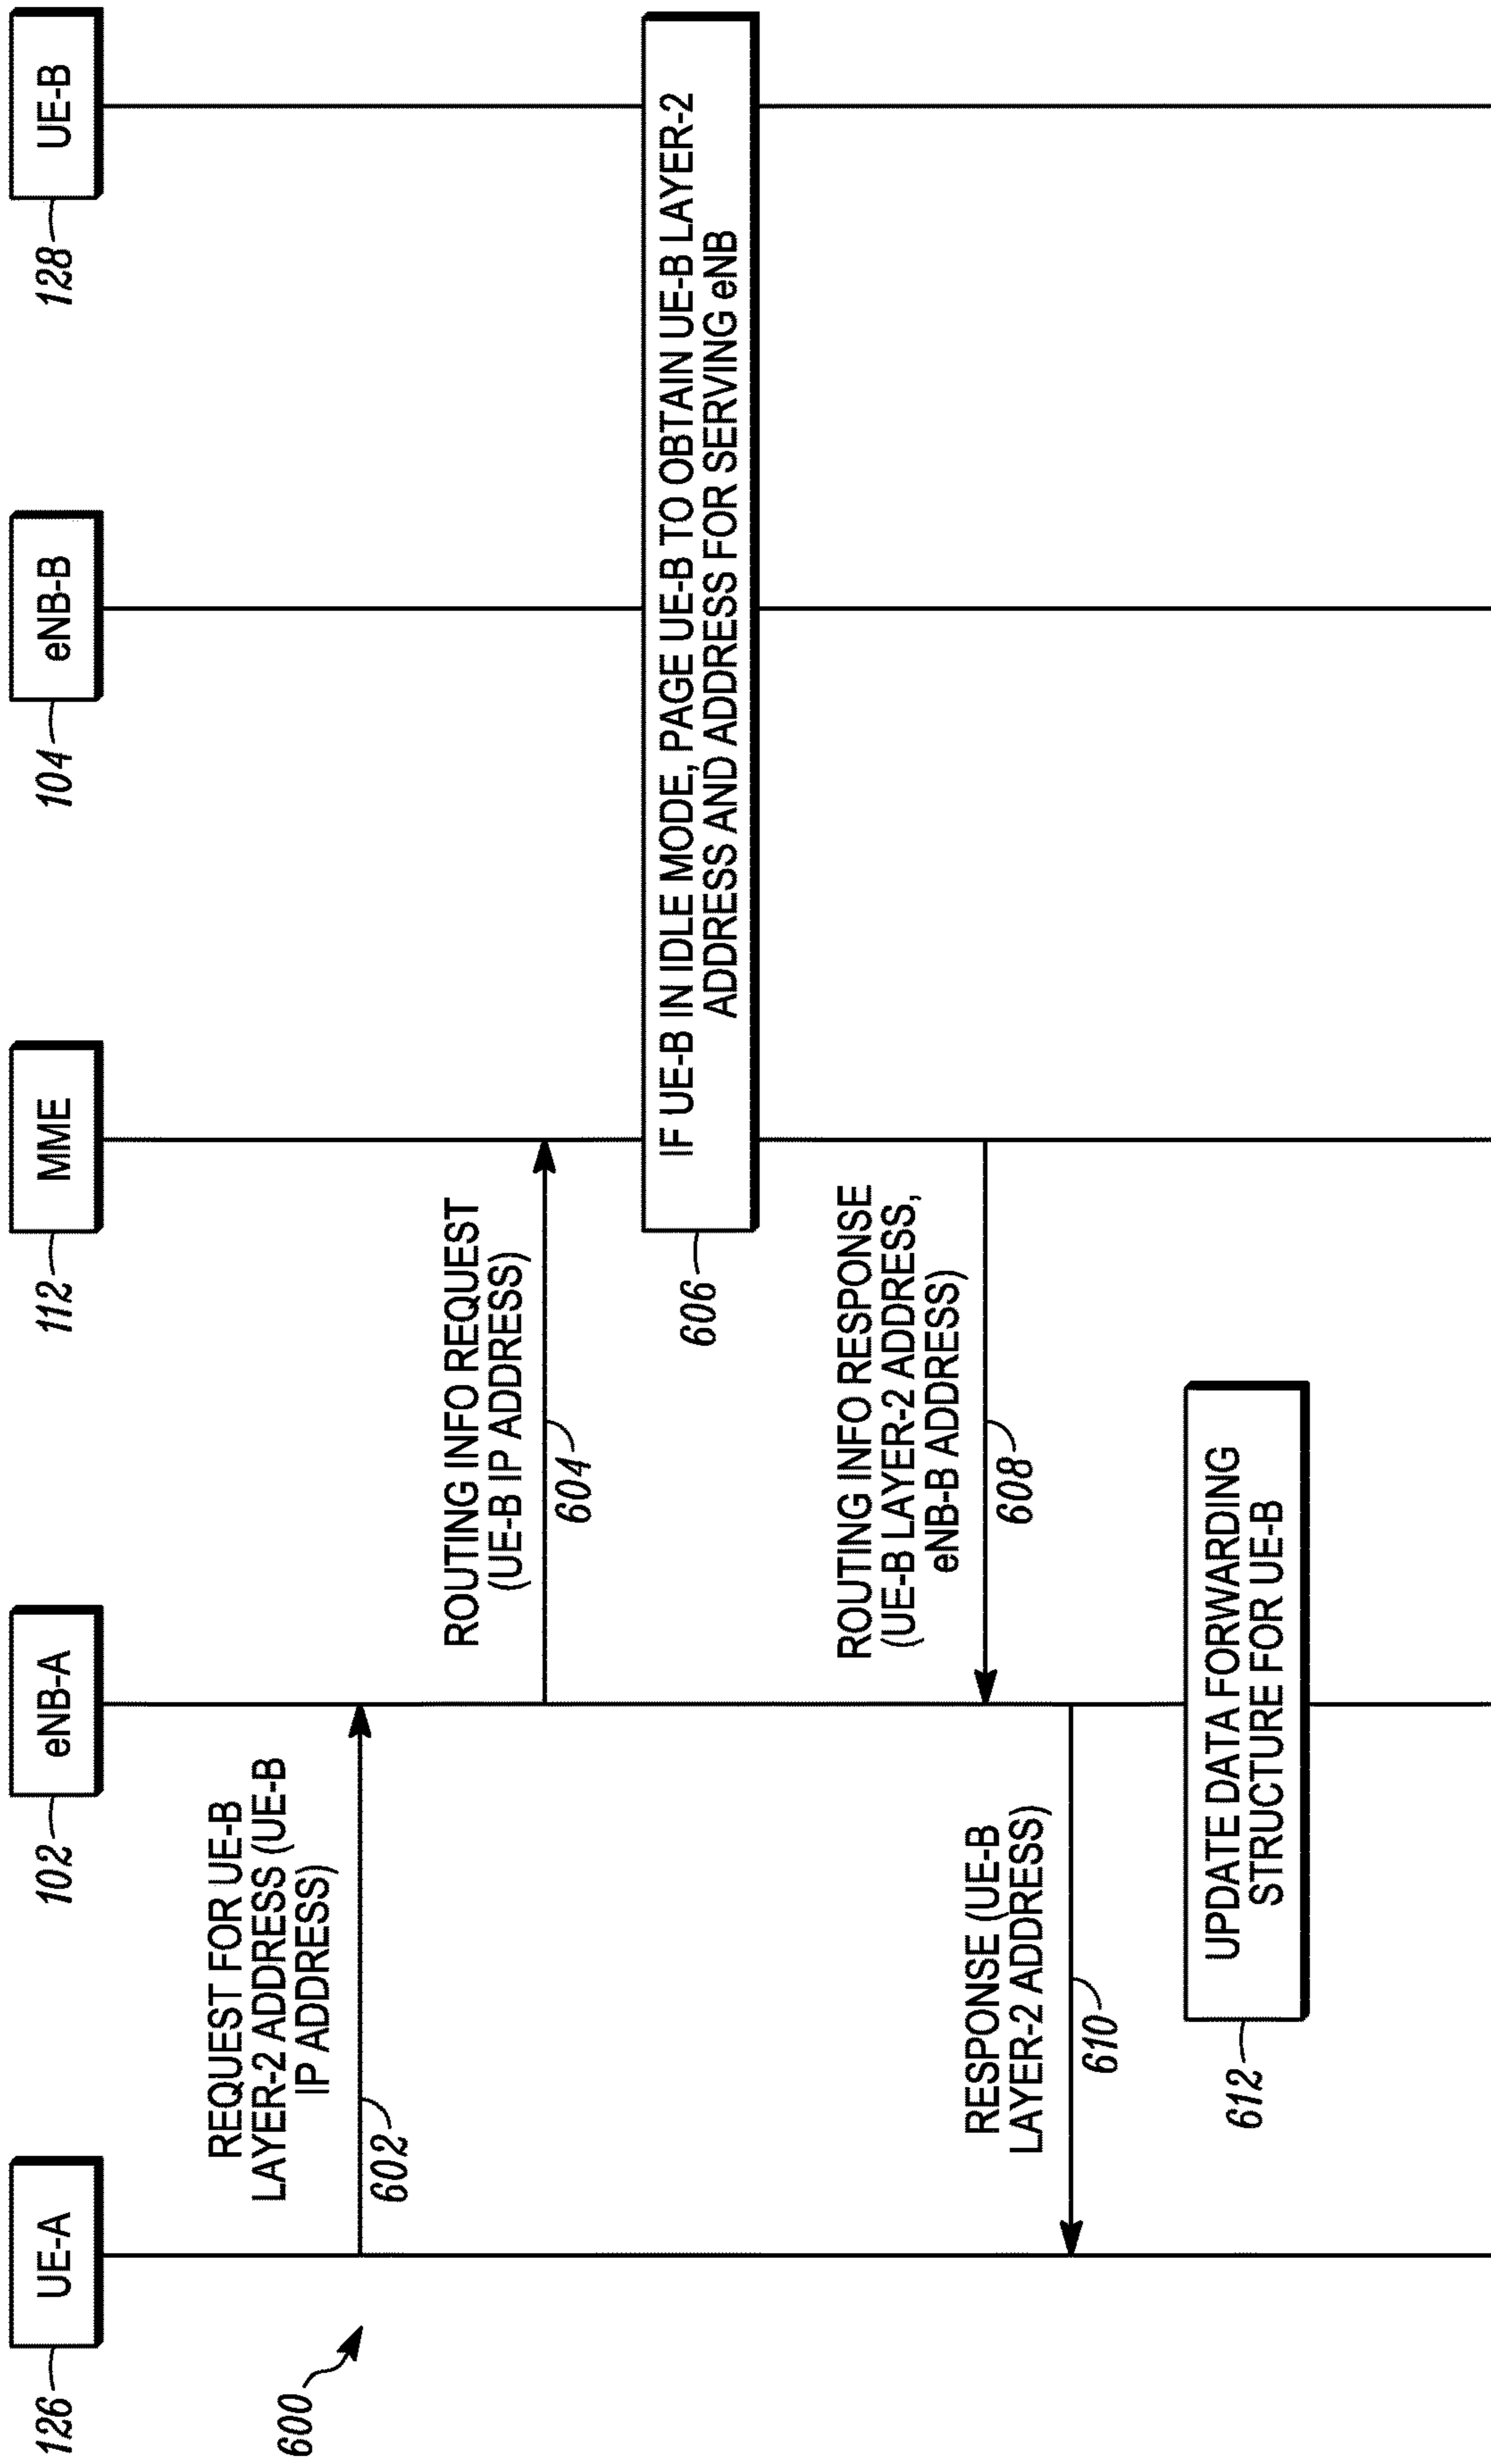 UE-A
126
eNB-A
102
MME
112
eNB-B
104
UE-B
128
600
REQUEST FOR UE-B
LAYER-2 ADDRESS (UE-B
IP ADDRESS)
602
ROUTING INFO REQUEST
(UE-B IP ADDRESS)
604
IF UE-B IN IDLE MODE, PAGE UE-B TO OBTAIN UE-B LAYER-2
ADDRESS AND ADDRESS FOR SERVING eNB
606
ROUTING INFO RESPONSE
(UE-B LAYER-2 ADDRESS,
eNB-B ADDRESS)
608
RESPONSE (UE-B
LAYER-2 ADDRESS)
610
UPDATE DATA FORWARDING
STRUCTURE FOR UE-B
612